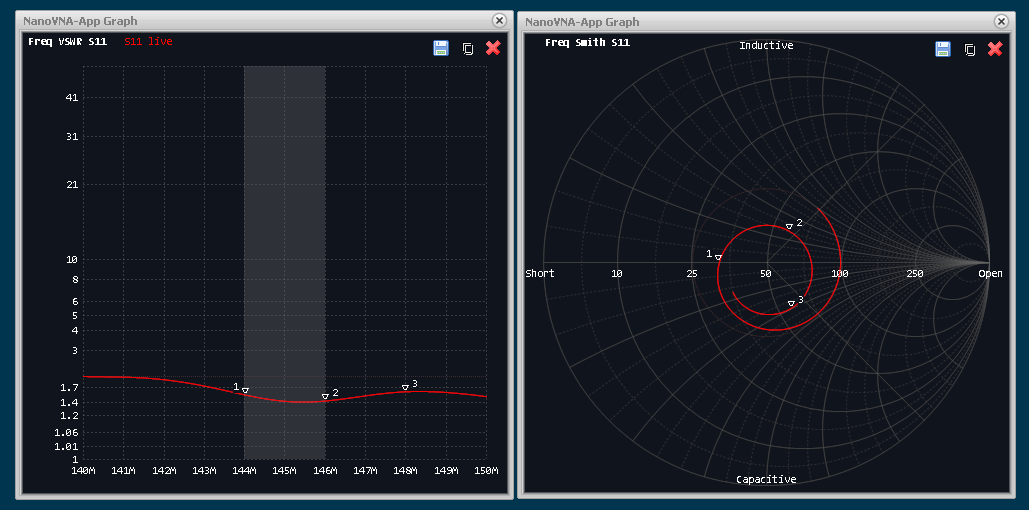 NanoVNA-App Graph
Freq VSWR S11 S11 live
41
31
21
10
8
6
5
4
3
1.7
1.4
1.2
1.06
1.01
1
1
2
3
140M 141M 142M 143M 144M 145M 146M 147M 148M 149M 150M
NanoVNA-App Graph
Freq Smith S11
Inductive
2
1
Short 10 25 50 100 250 Open
3
Capacitive